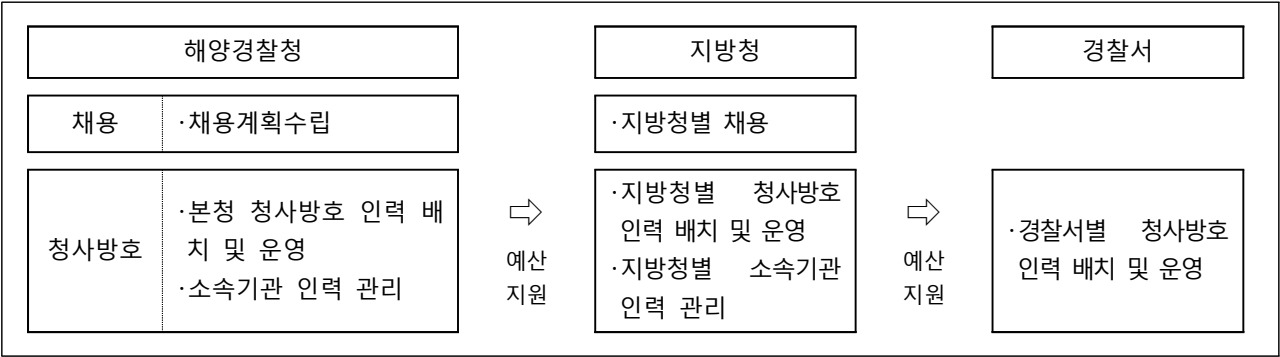 해양경찰청
지방청
경찰서
채용
·채용계획수립
·지방청별 채용
청사방호
·본청 청사방호 인력 배
치 및 운영
·소속기관 인력 관리
⇨
예산
지원
·지방청별 청사방호
인력 배치 및 운영
·지방청별 소속기관
인력 관리
⇨
예산
지원
·경찰서별 청사방호
인력 배치 및 운영